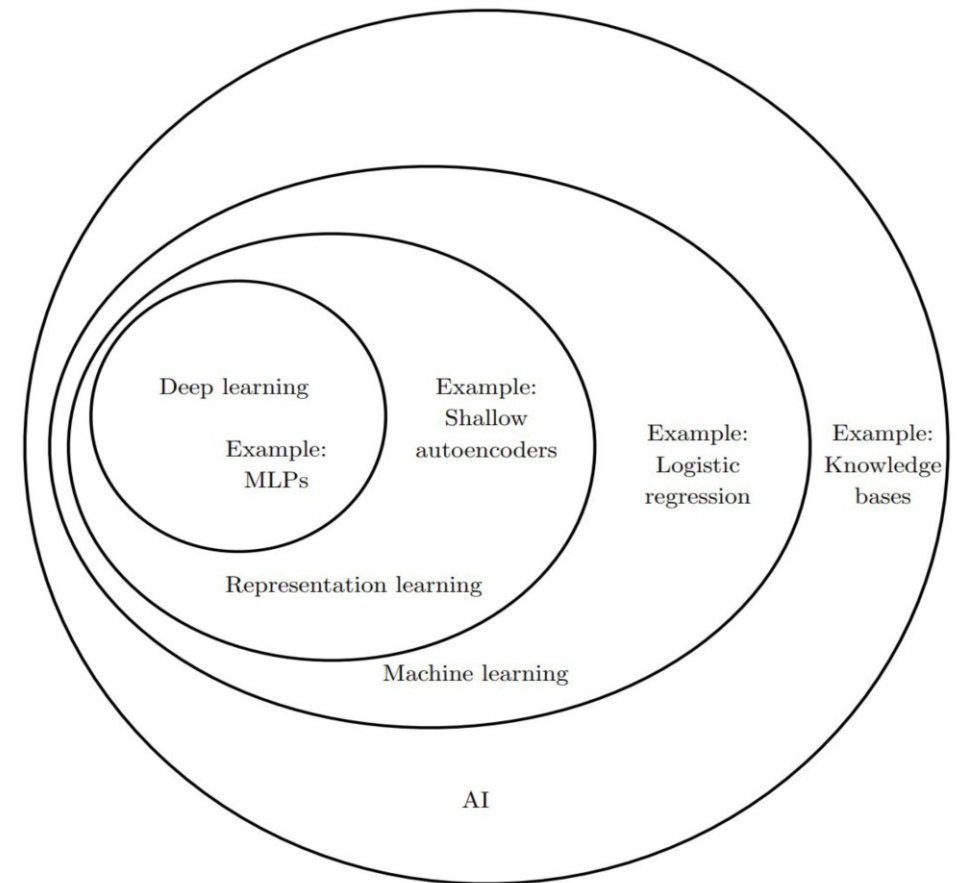 Deep learning
Example:
MLPs
Example:
Shallow
autoencoders
Example:
Logistic
regression
Example:
Knowledge
bases
Representation learning
Machine learning
AI